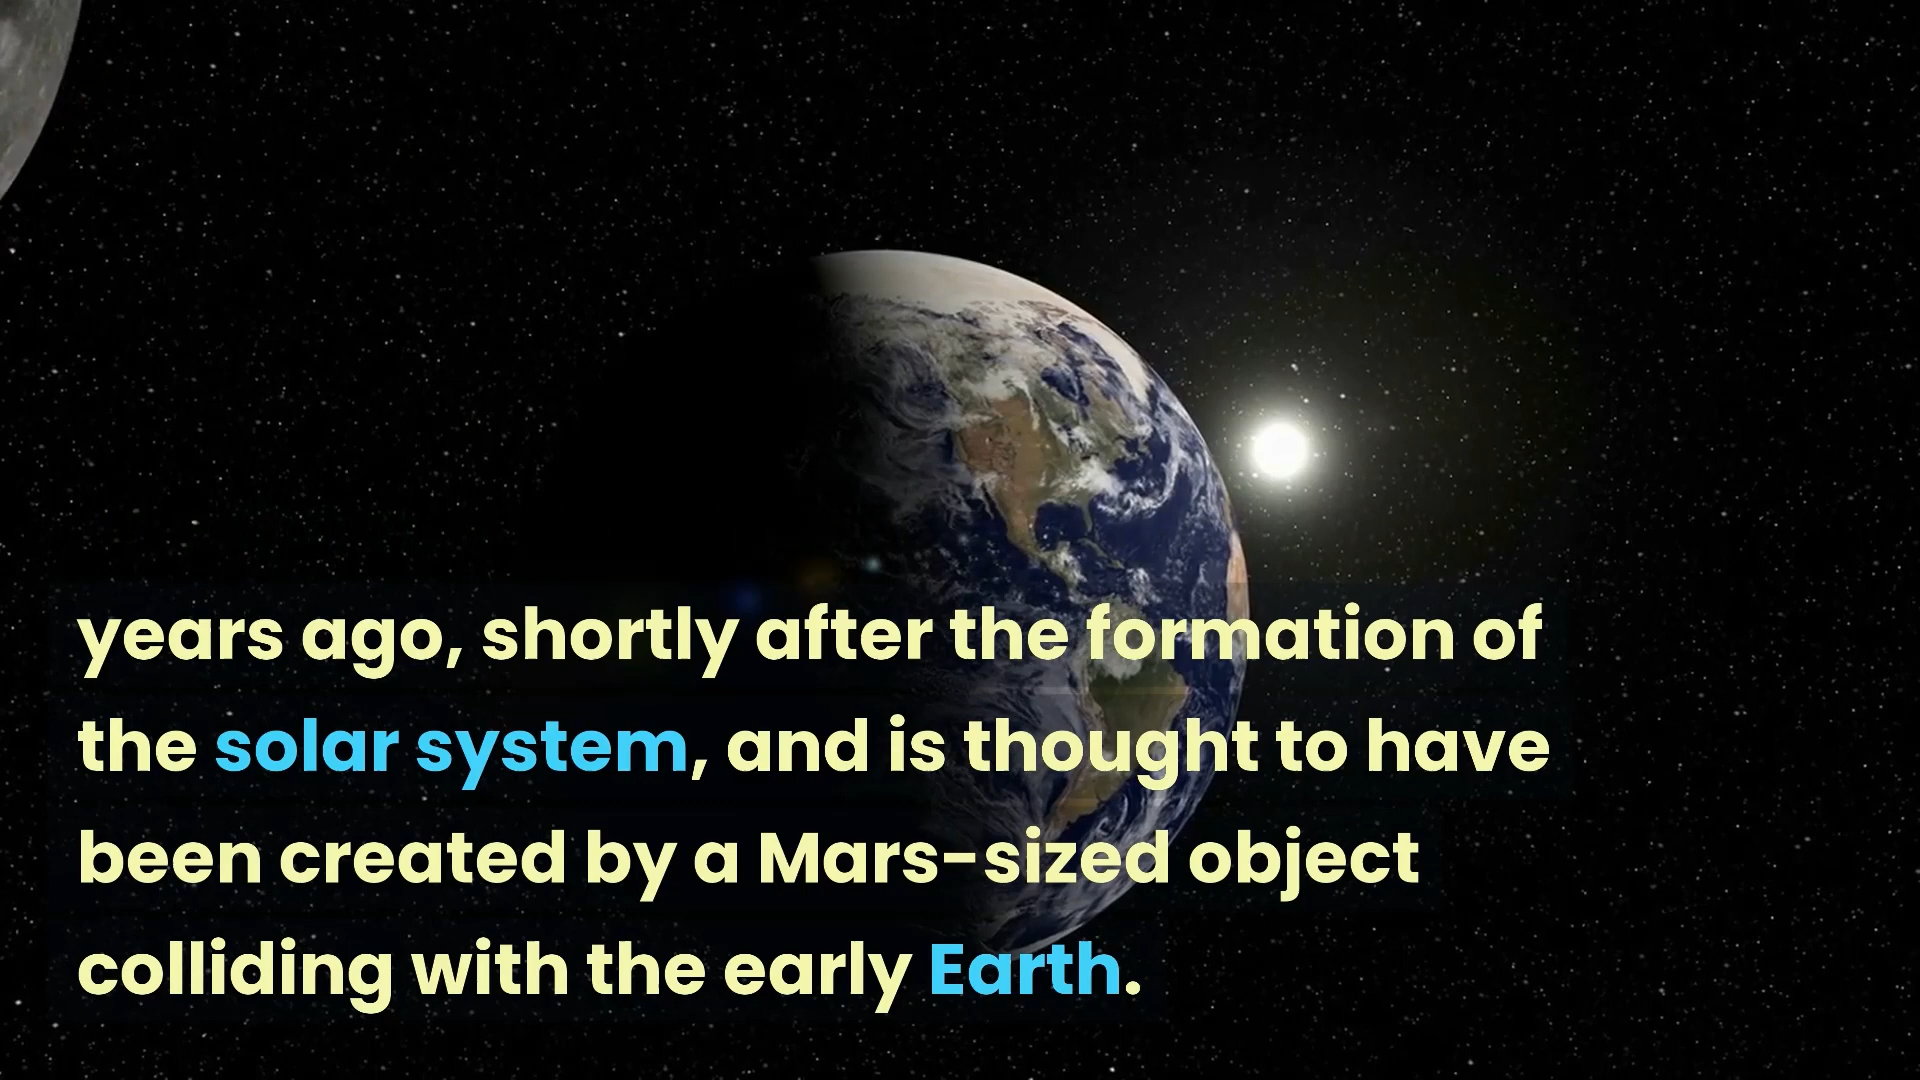 years ago, shortly after the formation of
the solar system, and is thought to have
been created by a Mars-sized object
colliding with the early Earth.